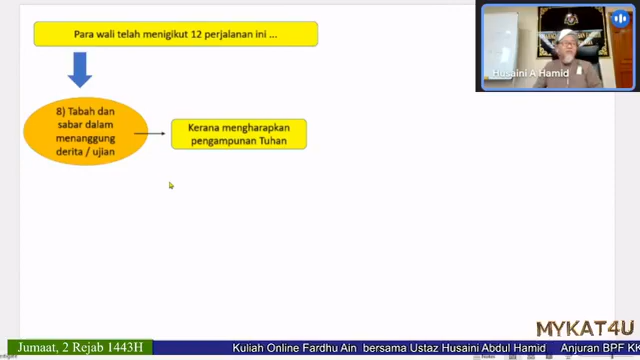 Para wali telah menigikut 12 perjalanan ini ...
8) Tabah dan
sabar dalam
menanggung
derita / ujian
Kerana mengharapkan
pengampunan Tuhan
Husaini A Hamid
MYKAT4U
Jumaat, 2 Rejab 1443H
Kuliah Online Fardhu Ain bersama Ustaz Husaini Abdul Hamid Anjuran BPF KK